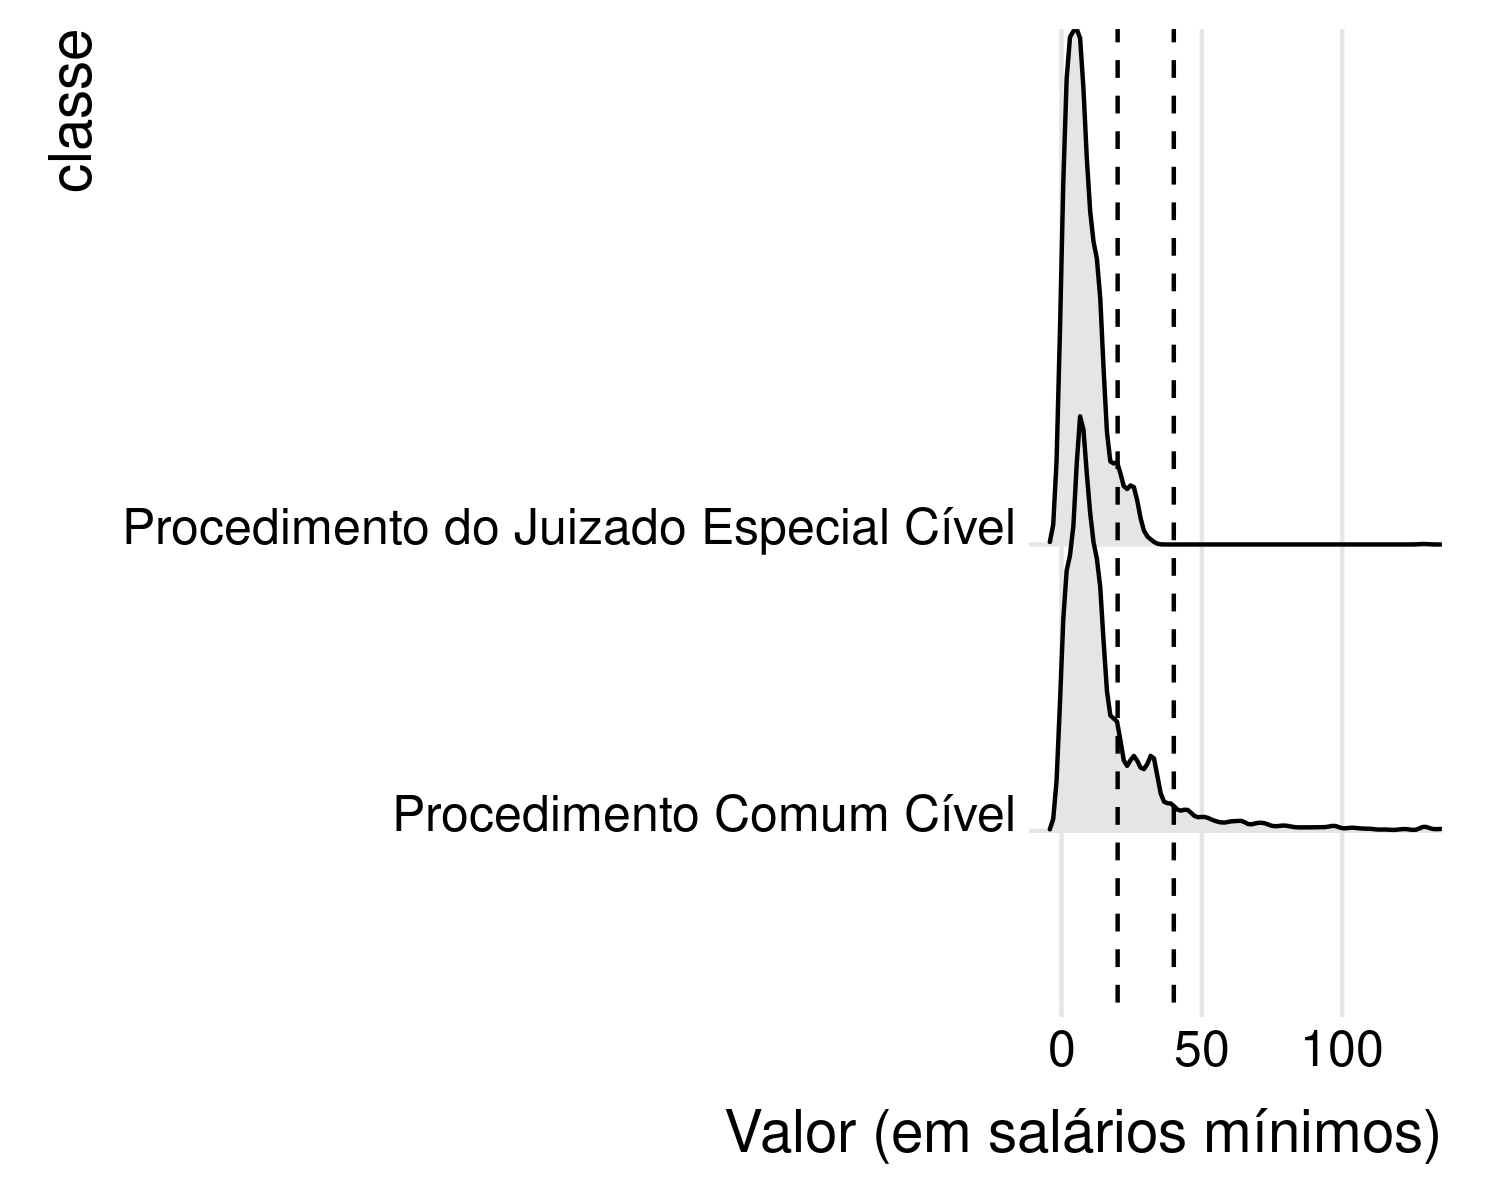 classe
Procedimento do Juizado Especial Cível
Procedimento Comum Cível
0 50 100
Valor (em salários mínimos)